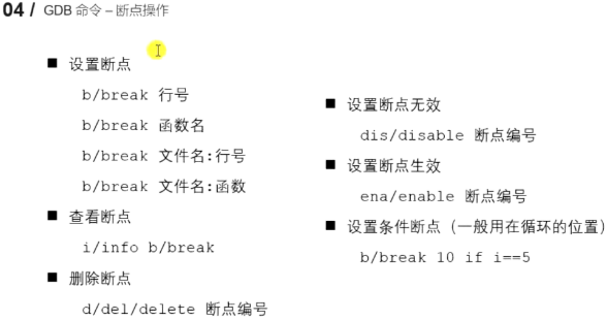 04 / GDB 命令 – 断点操作
■ 设置断点
b/break 行号
b/break 函数名
b/break 文件名:行号
b/break 文件名:函数
■ 查看断点
i/info b/break
■ 删除断点
d/del/delete 断点编号
■ 设置断点无效
dis/disable 断点编号
■ 设置断点生效
ena/enable 断点编号
■ 设置条件断点（一般用在循环的位置）
b/break 10 if i==5